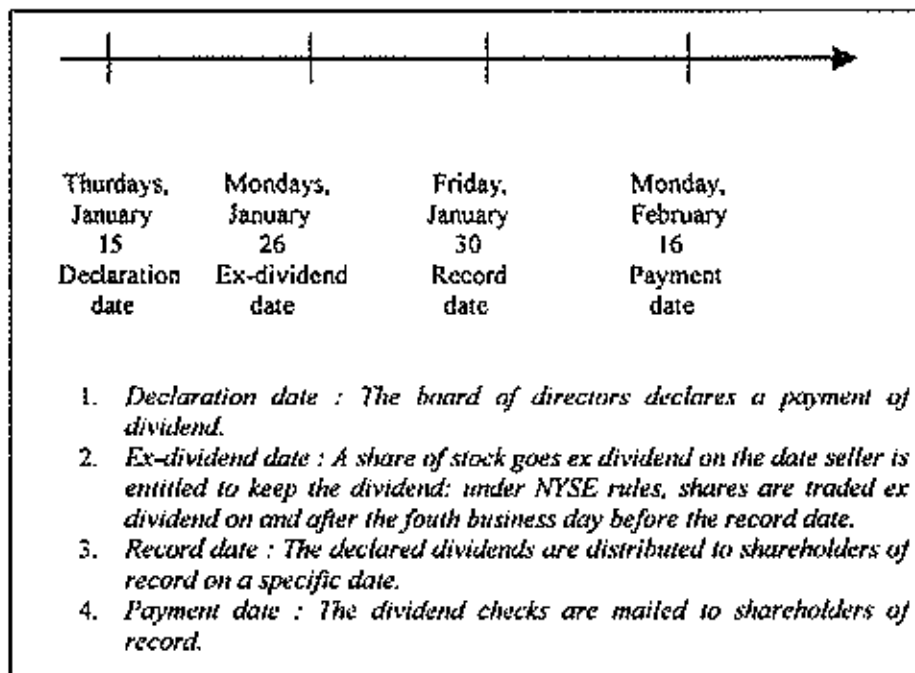 Thurdays, Mondays, Friday, Monday,
January January January February
15 26 30 16
Declaration Ex-dividend Record Payment
date date date date
1. Declaration date : The board of directors declares a payment of
dividend.
2. Ex-dividend date : A share of stock goes ex dividend on the date seller is
entitled to keep the dividend: under NYSE rules, shares are traded ex
dividend on and after the fouth business day before the record date.
3. Record date : The declared dividends are distributed to shareholders of
record on a specific date.
4. Payment date : The dividend checks are mailed to shareholders of
record.